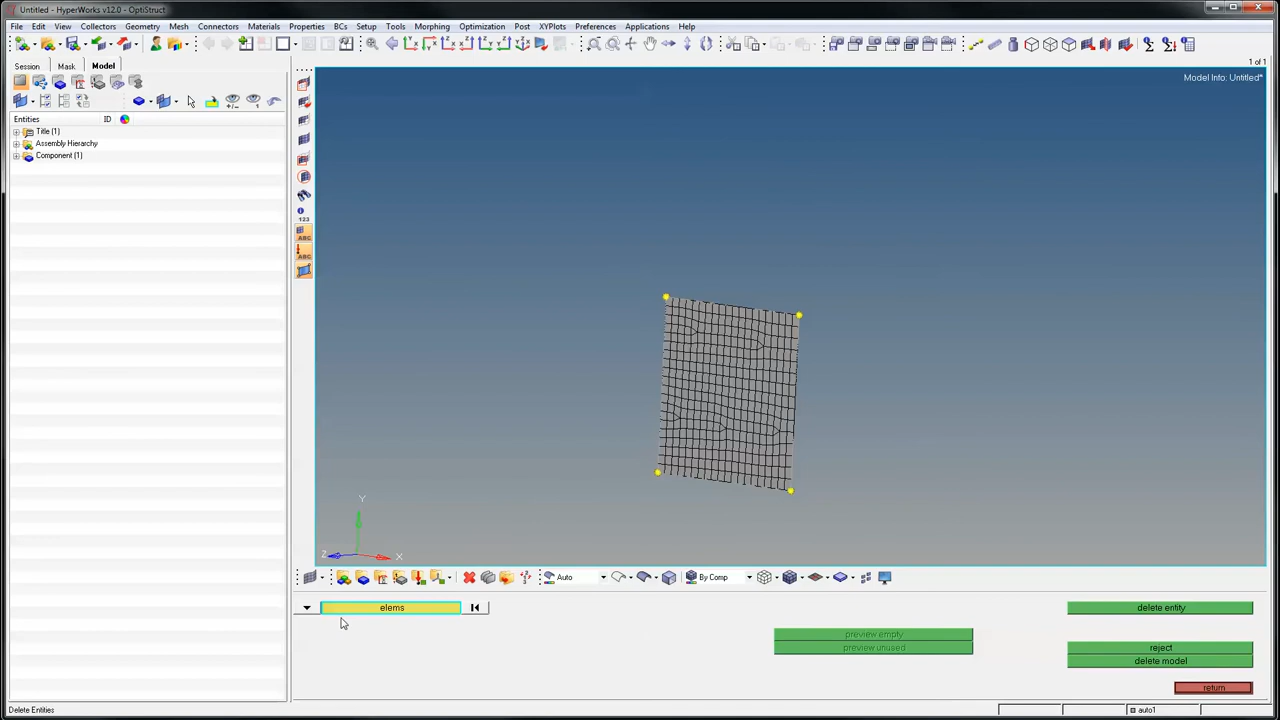 Untitled - HyperWorks v12.0 - OptiStruct
File Edit View Collectors Geometry Mesh Connectors Materials Properties BCs Setup Tools Morphing Optimization Post XYPlots Preferences Applications Help
Session Mask Model
1 of 1
Model Info: Untitled*
Entities ID
Title (1)
Assembly Hierarchy
Component (1)
123
ABC
ABC
Y
Z X
Auto By Comp
elems delete entity
preview empty
preview unused
reject
delete model
return
Delete Entities auto1